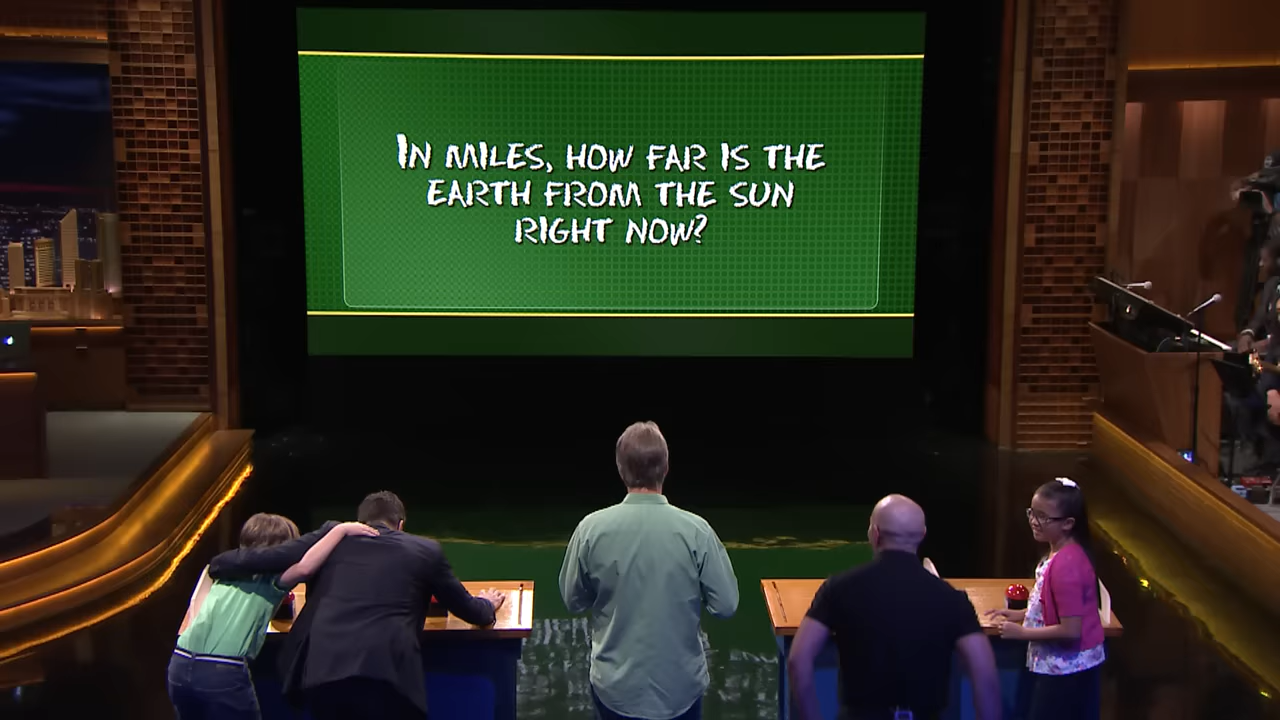 IN MILES, HOW FAR IS THE
EARTH FROM THE SUN
RIGHT NOW?